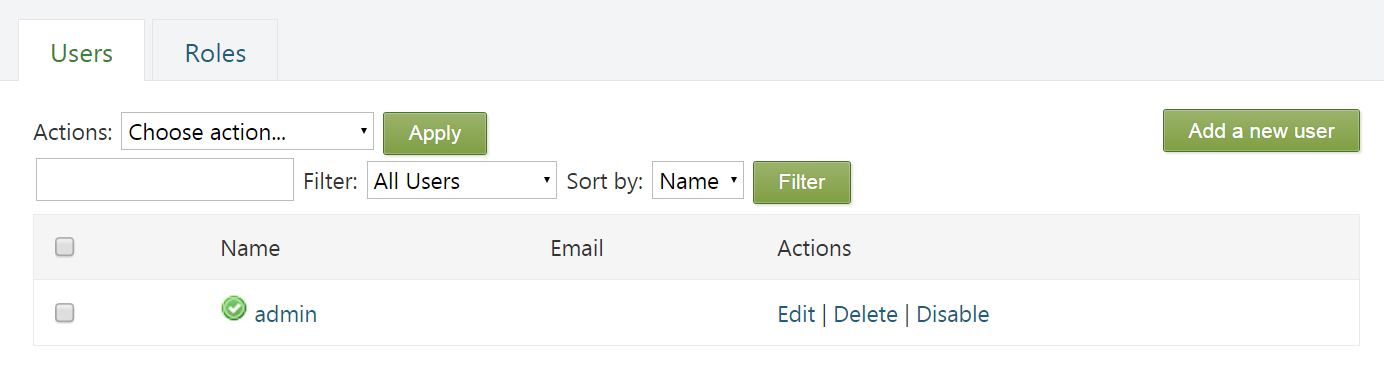 Users Roles
Actions: Choose action... Apply Add a new user
Filter: All Users Sort by: Name Filter
Name Email Actions
admin Edit | Delete | Disable